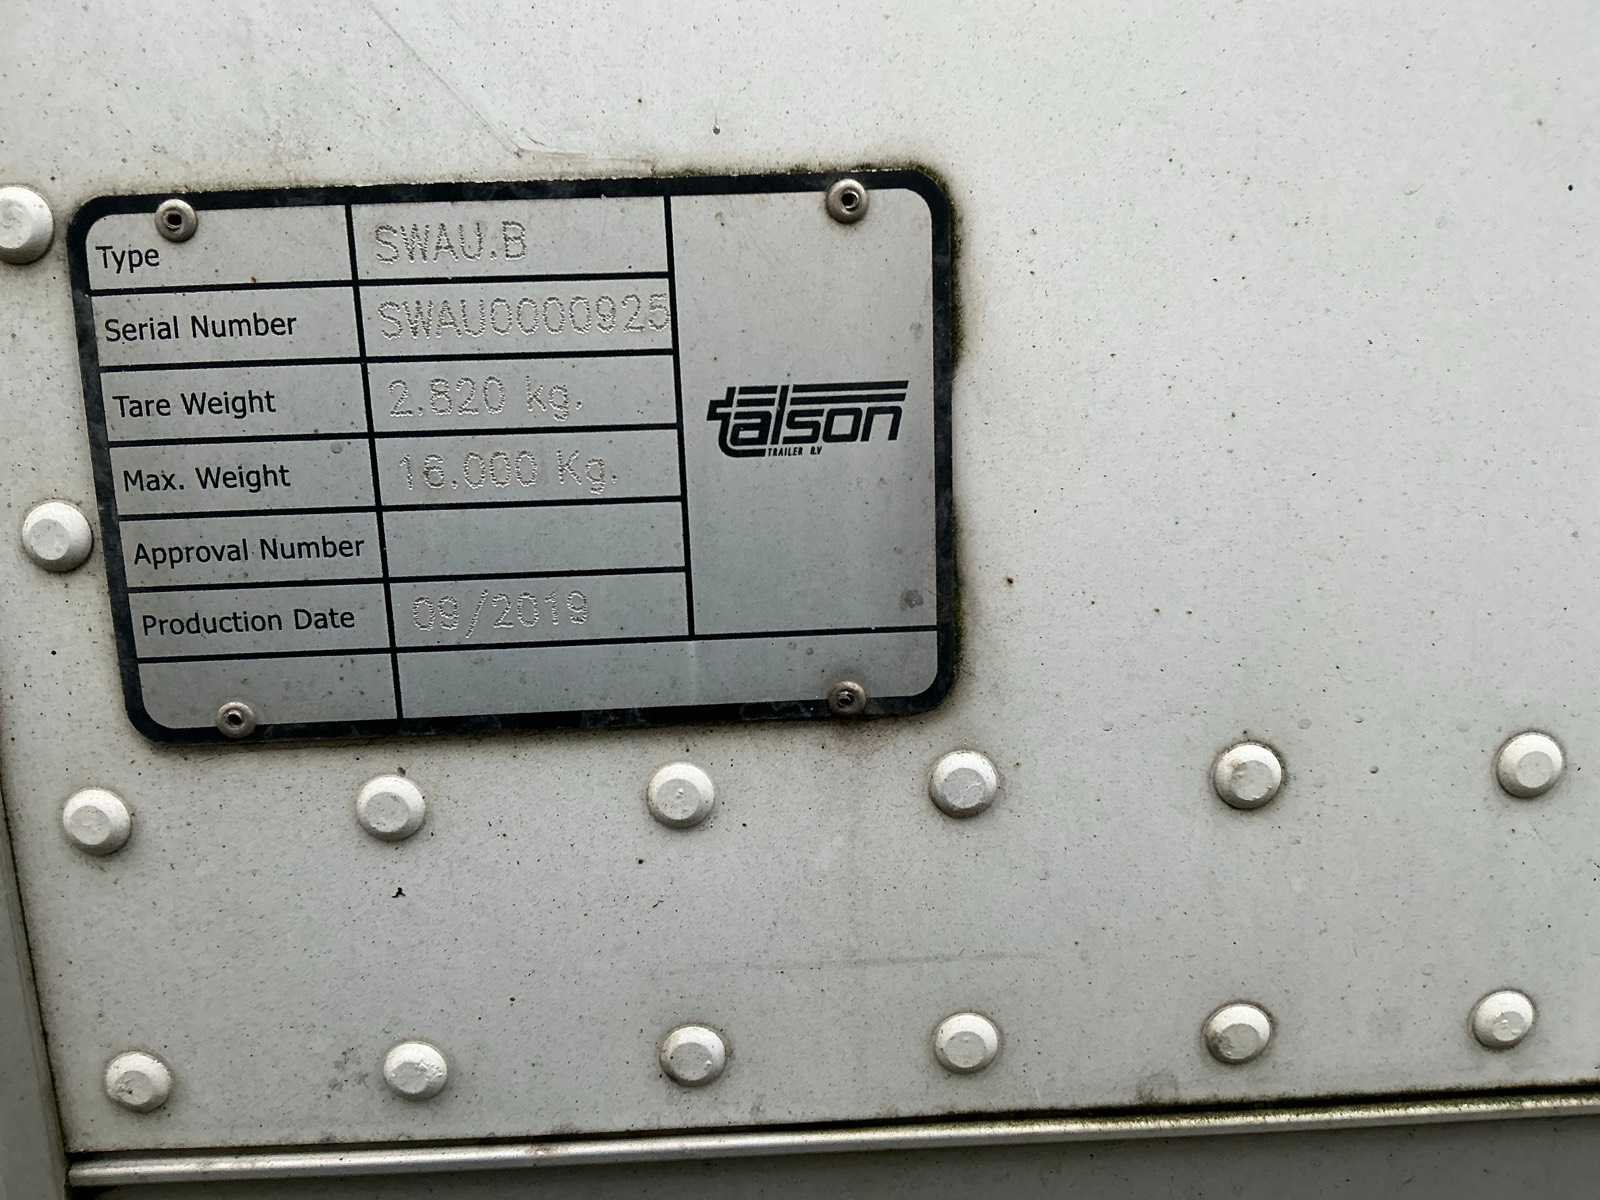 Type SWAU.B
Serial Number SWAU0000925
Tare Weight 2.820 kg.
Max. Weight 16.000 Kg.
Approval Number
Production Date 09/2019
talson
TRAILER B.V